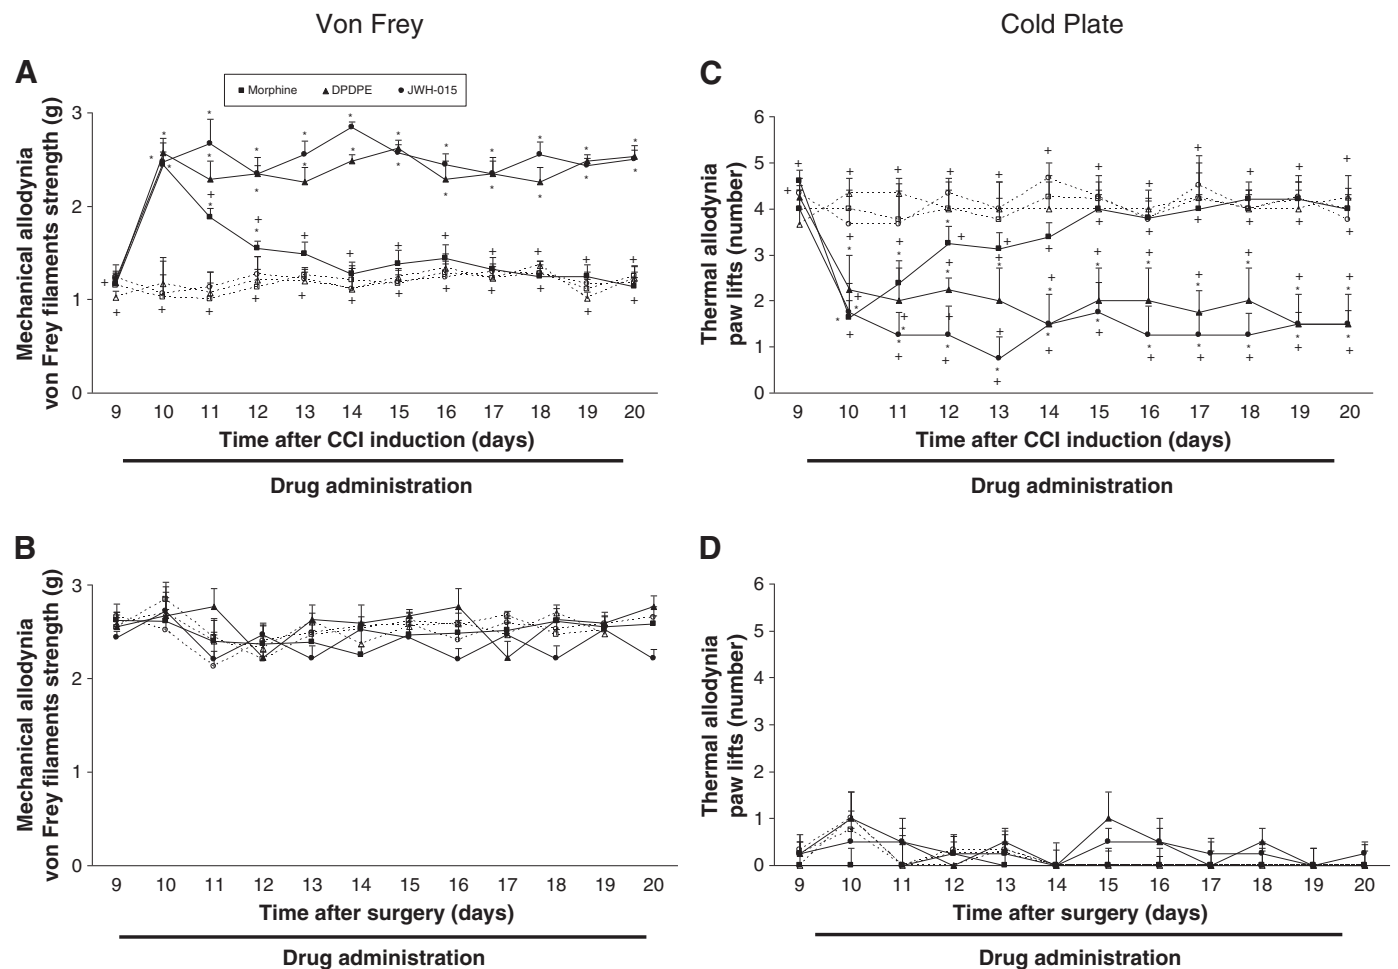 Von Frey
Cold Plate
A
Morphine DPDPE JWH-015
Mechanical allodynia
von Frey filaments strength (g)
3
2
1
0
9 10 11 12 13 14 15 16 17 18 19 20
Time after CCI induction (days)
Drug administration
C
Thermal allodynia
paw lifts (number)
6
5
4
3
2
1
0
9 10 11 12 13 14 15 16 17 18 19 20
Time after CCI induction (days)
Drug administration
B
Mechanical allodynia
von Frey filaments strength (g)
3
2
1
0
9 10 11 12 13 14 15 16 17 18 19 20
Time after surgery (days)
Drug administration
D
Thermal allodynia
paw lifts (number)
6
5
4
3
2
1
0
9 10 11 12 13 14 15 16 17 18 19 20
Time after surgery (days)
Drug administration